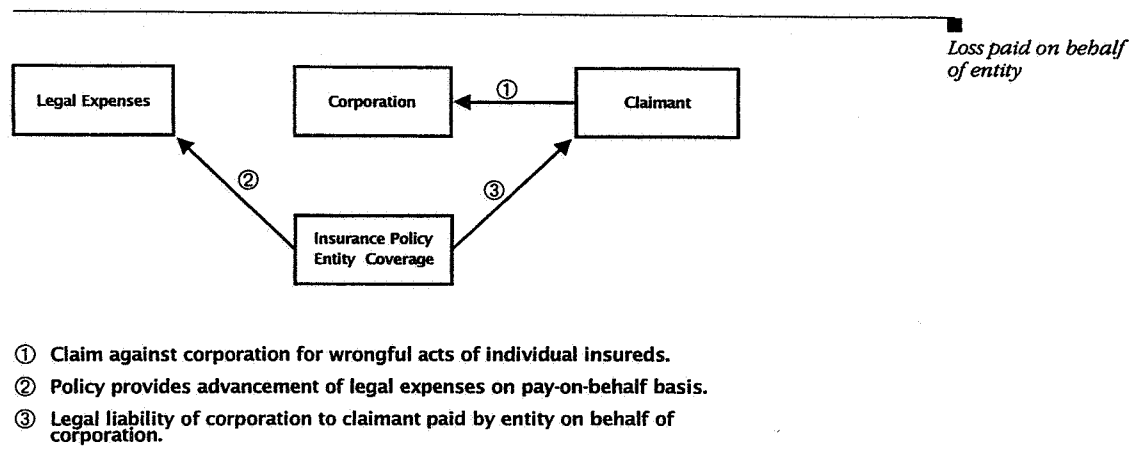 Loss paid on behalf
of entity
Legal Expenses
Corporation
①
Claimant
②
③
Insurance Policy
Entity Coverage
① Claim against corporation for wrongful acts of individual insureds.
② Policy provides advancement of legal expenses on pay-on-behalf basis.
③ Legal liability of corporation to claimant paid by entity on behalf of
corporation.